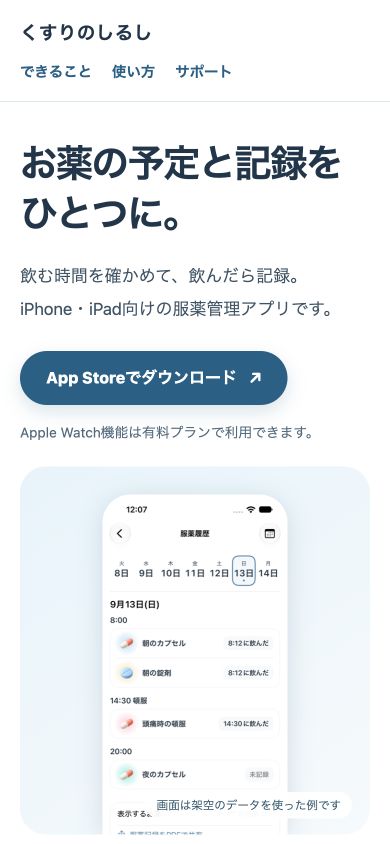 くすりのしるし
できること 使い方 サポート
お薬の予定と記録を
ひとつに。
飲む時間を確かめて、飲んだら記録。
iPhone・iPad向けの服薬管理アプリです。
App Storeでダウンロード ↗
Apple Watch機能は有料プランで利用できます。
12:07
服薬履歴
火 水 木 金 土 日 月
8日 9日 10日 11日 12日 13日 14日
9月13日(日)
8:00
朝のカプセル 8:12に飲んだ
朝の錠剤 8:12に飲んだ
14:30 頓服
頭痛時の頓服 14:30に飲んだ
20:00
夜のカプセル 未記録
表示する。
画面は架空のデータを使った例です